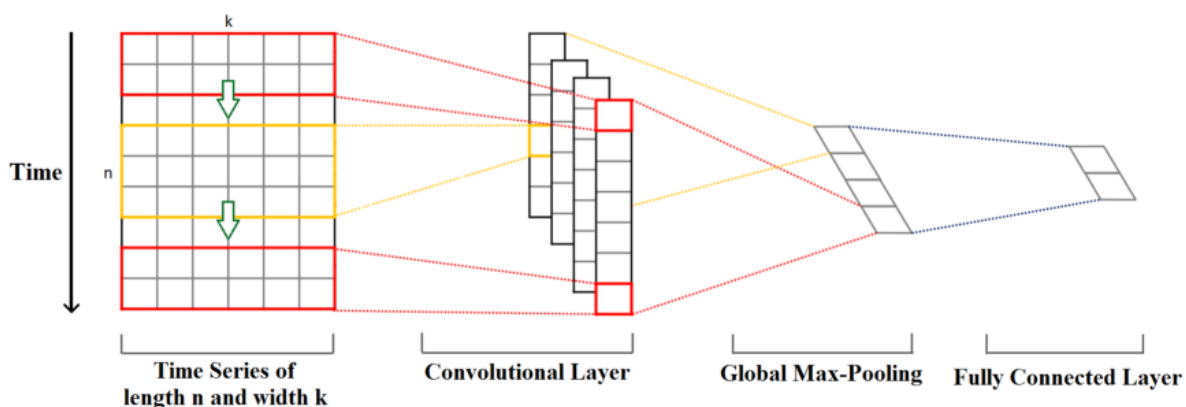 k
Time
n
Time Series of
length n and width k
Convolutional Layer
Global Max-Pooling
Fully Connected Layer